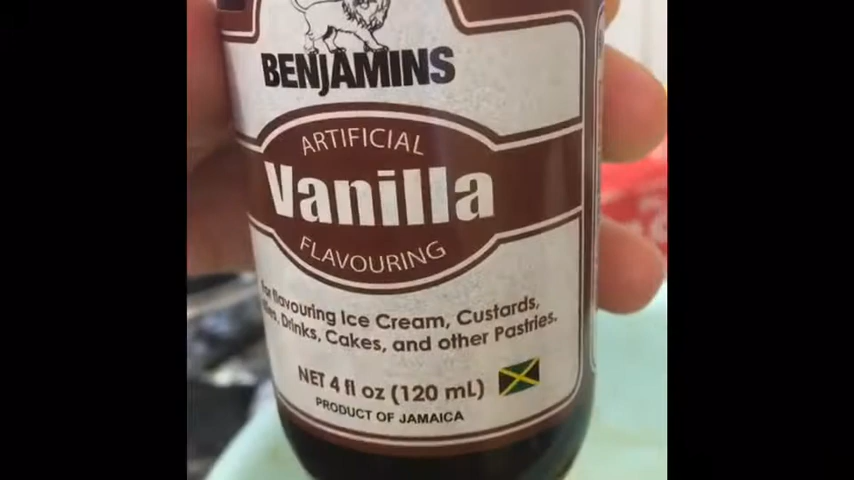 BENJAMINS
ARTIFICIAL
Vanilla
FLAVOURING
For flavouring Ice Cream, Custards,
Drinks, Cakes, and other Pastries.
NET 4 fl oz (120 mL)
PRODUCT OF JAMAICA